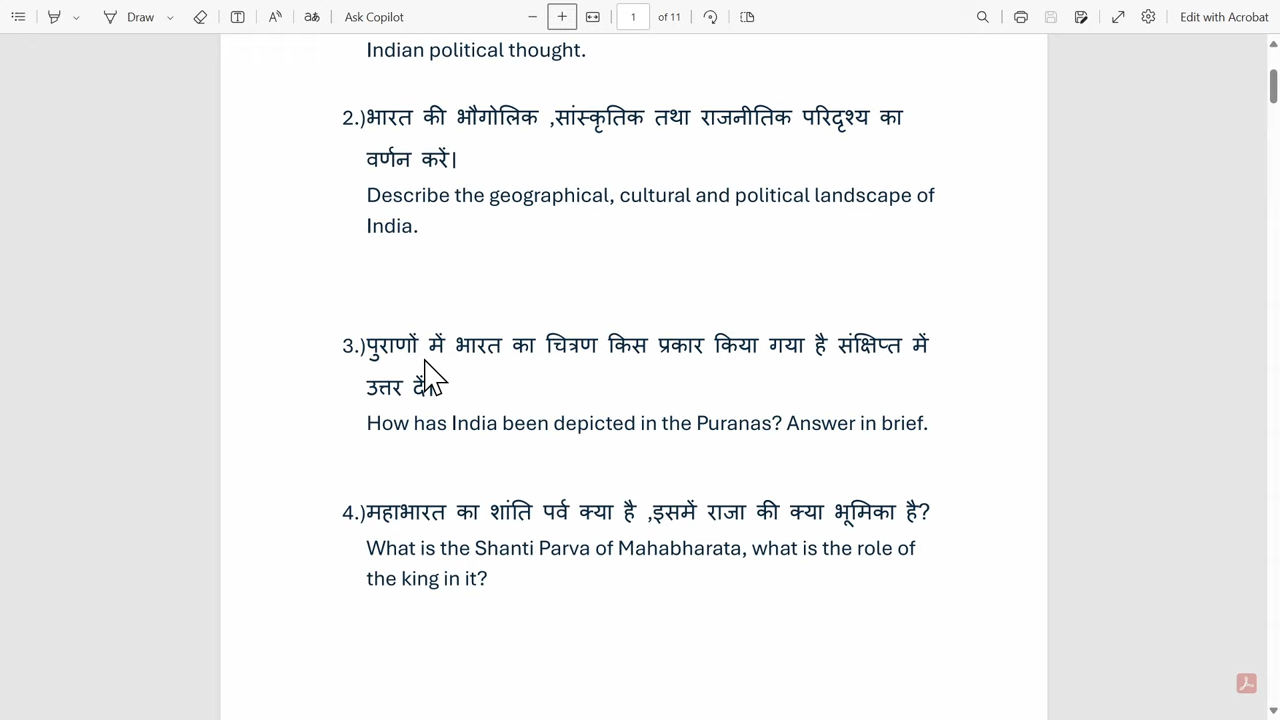 Draw
Ask Copilot
1 of 11
Edit with Acrobat
Indian political thought.
2.)भारत की भौगोलिक ,सांस्कृतिक तथा राजनीतिक परिदृश्य का
वर्णन करें।
Describe the geographical, cultural and political landscape of
India.
3.)पुराणों में भारत का चित्रण किस प्रकार किया गया है संक्षिप्त में
उत्तर दें।
How has India been depicted in the Puranas? Answer in brief.
4.)महाभारत का शांति पर्व क्या है ,इसमें राजा की क्या भूमिका है?
What is the Shanti Parva of Mahabharata, what is the role of
the king in it?